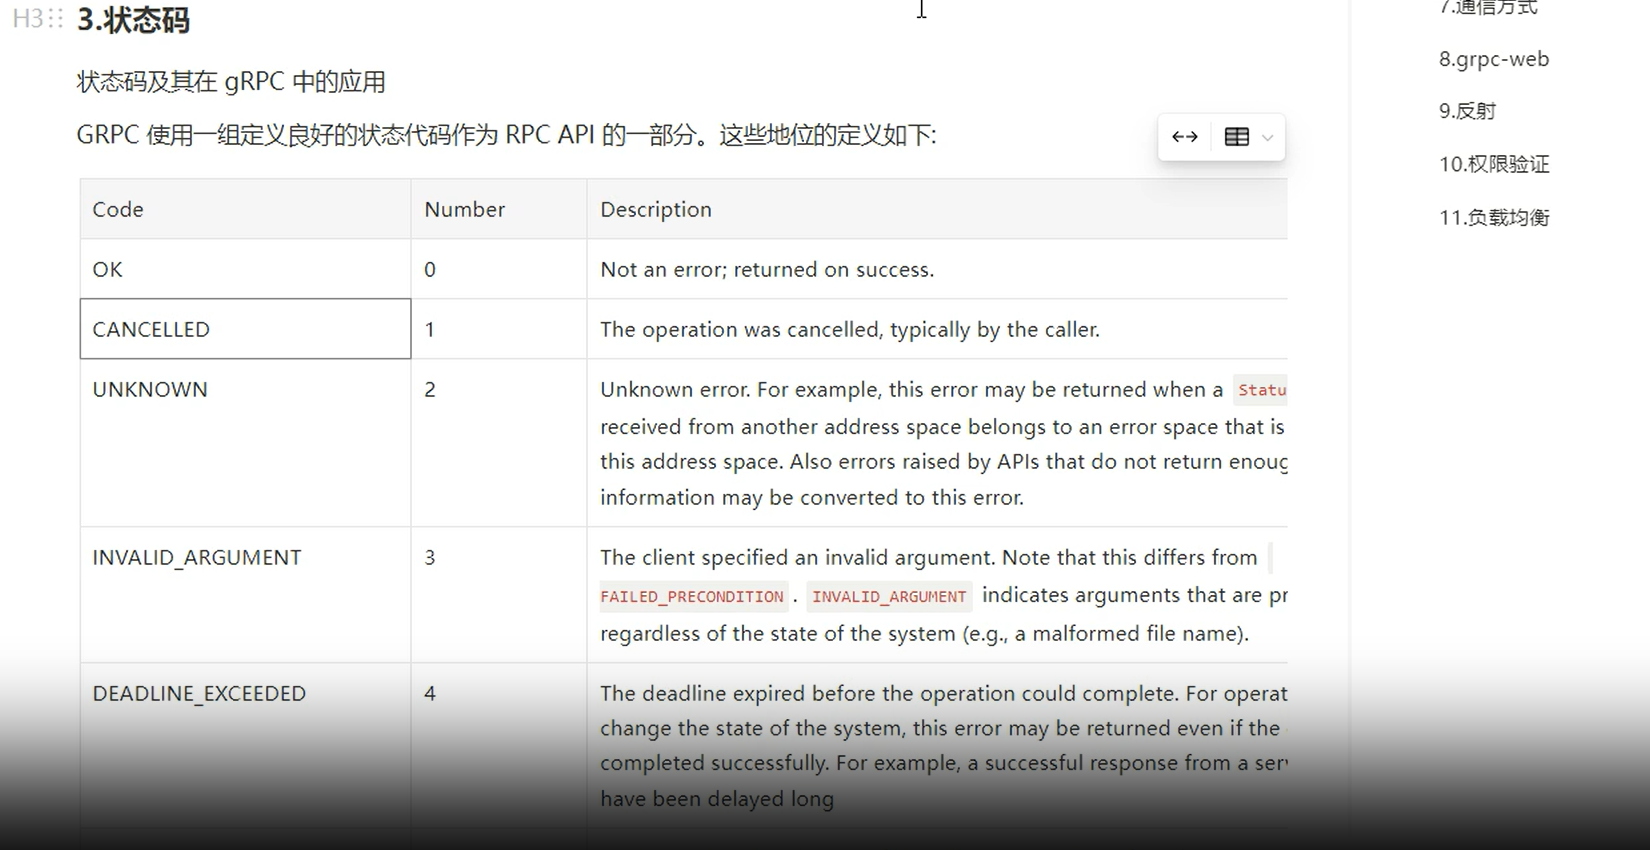 H3
3.状态码
状态码及其在 gRPC 中的应用
GRPC 使用一组定义良好的状态代码作为 RPC API 的一部分。这些地位的定义如下:
Code Number Description
OK 0 Not an error; returned on success.
CANCELLED 1 The operation was cancelled, typically by the caller.
UNKNOWN 2 Unknown error. For example, this error may be returned when a Statu
received from another address space belongs to an error space that is
this address space. Also errors raised by APIs that do not return enoug
information may be converted to this error.
INVALID_ARGUMENT 3 The client specified an invalid argument. Note that this differs from
FAILED_PRECONDITION . INVALID_ARGUMENT indicates arguments that are pr
regardless of the state of the system (e.g., a malformed file name).
DEADLINE_EXCEEDED 4 The deadline expired before the operation could complete. For operat
change the state of the system, this error may be returned even if the
completed successfully. For example, a successful response from a serv
have been delayed long
7.通信方式
8.grpc-web
9.反射
10.权限验证
11.负载均衡